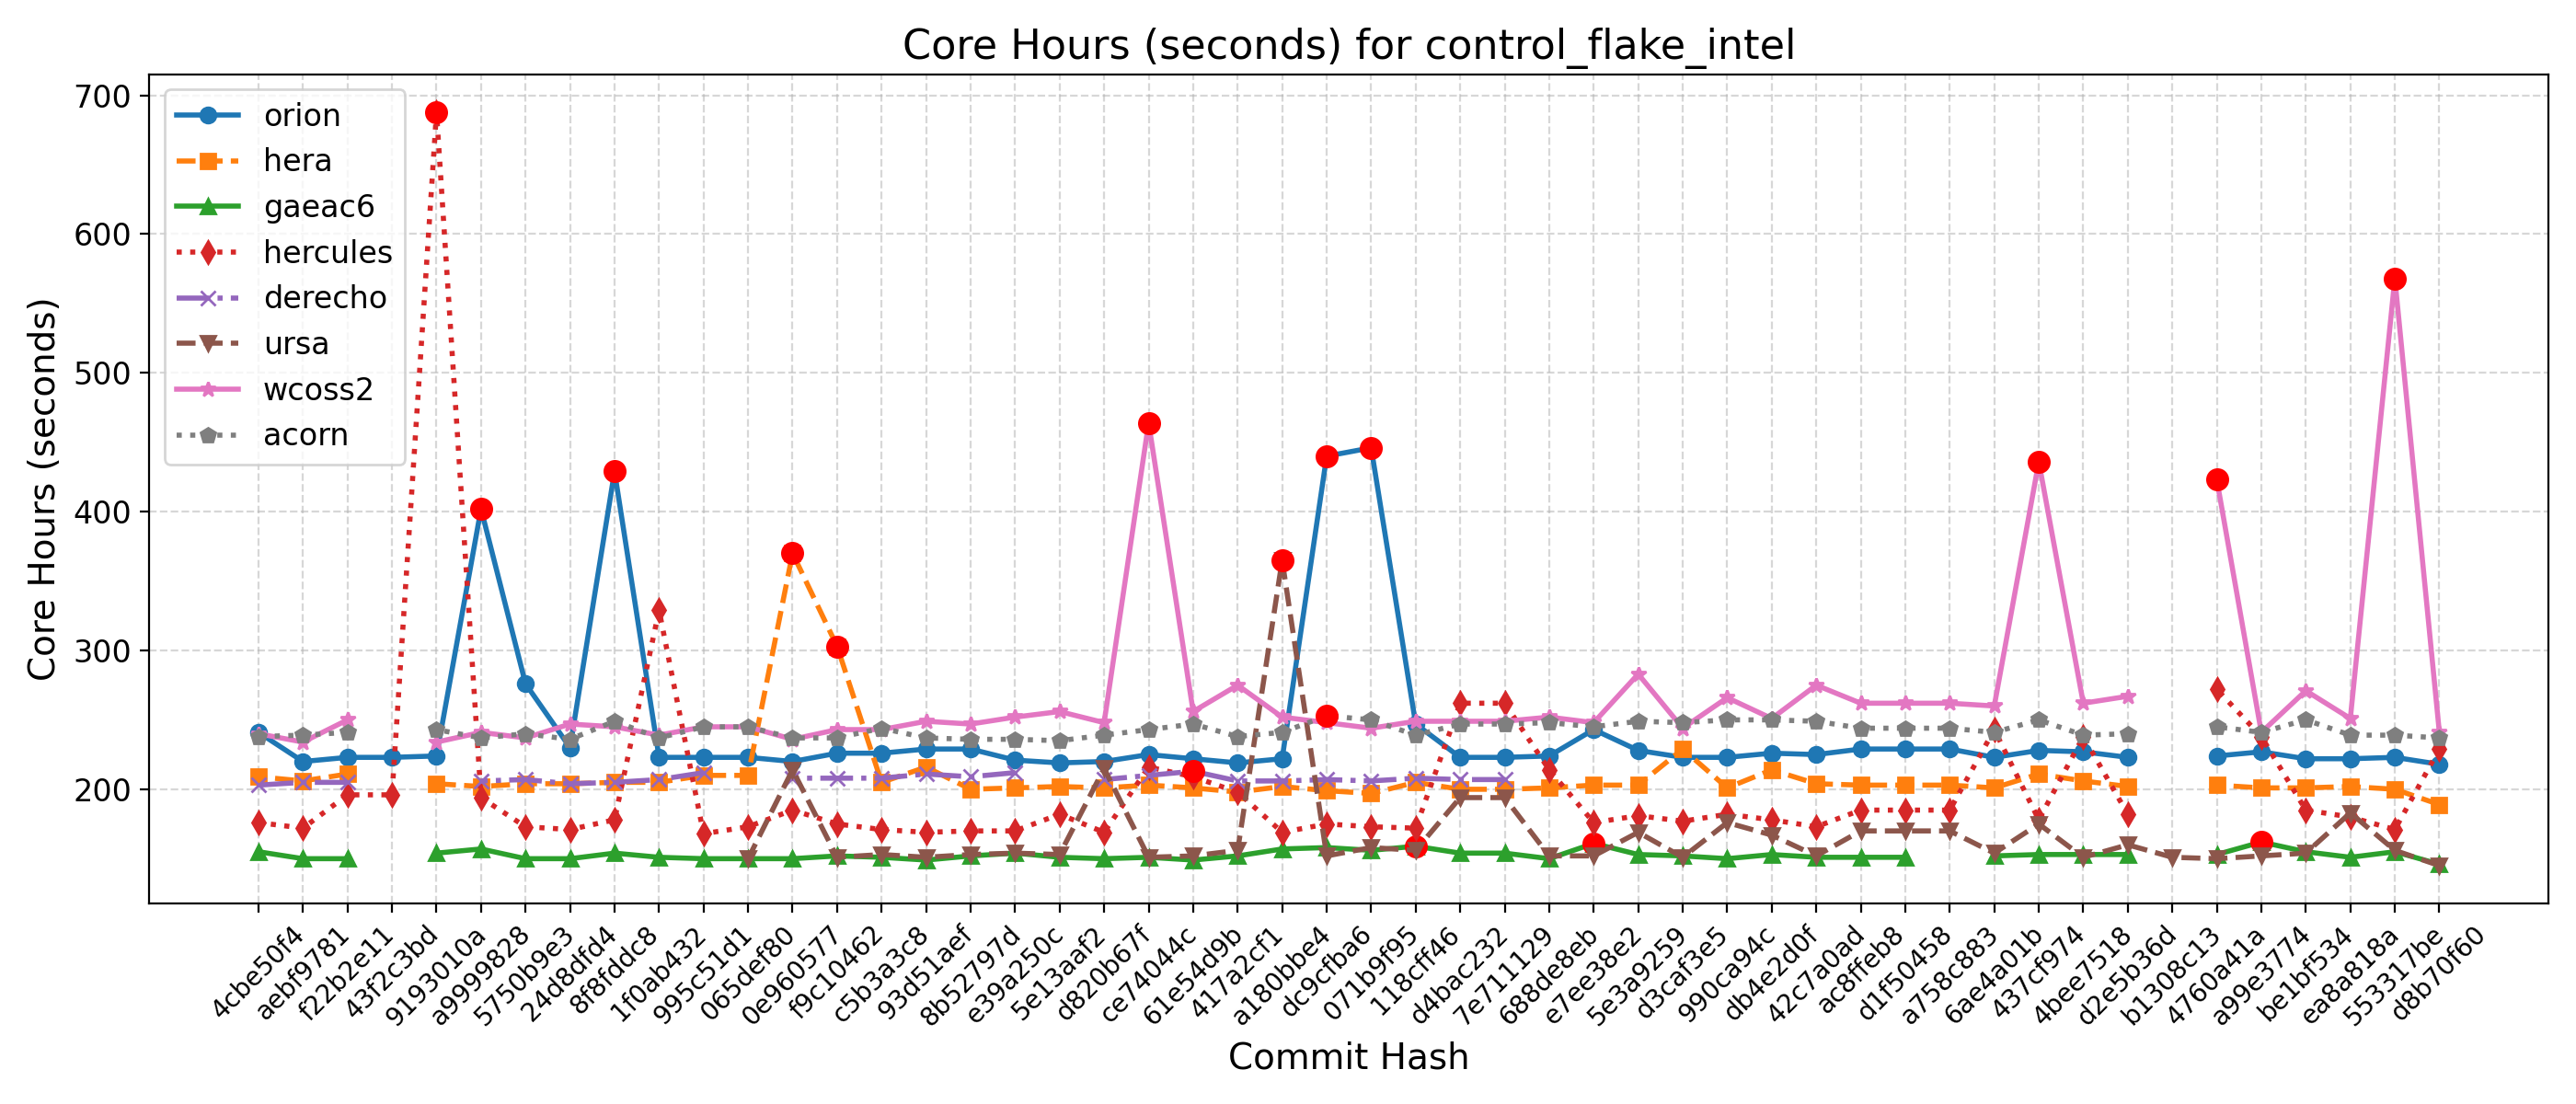 Core Hours (seconds) for control_flake_intel
Core Hours (seconds)
700
600
500
400
300
200
orion
hera
gaeac6
hercules
derecho
ursa
wcoss2
acorn
4cbe50f4
aebf9781
f22b2e11
43f2c3bd
9193010a
a9999828
5750b9e3
24d8dfd4
8f8fddc8
1f0ab432
995c51d1
065def80
0e960577
f9c10462
c5b3a3c8
93d51aef
8b52797d
e39a250c
5e13aaf2
d820b67f
ce74044c
61e54d9b
417a2cf1
a180bbe4
dc9cfba6
071b9f95
118cff46
d4bac232
7e711129
688de8eb
e7ee38e2
5e3a9259
d3caf3e5
990ca94c
db4e2d0f
42c7a0ad
ac8ffeb8
d1f50458
a758c883
6ae4a01b
437cf974
4bee7518
d2e5b36d
b1308c13
4760a41a
a99e3774
be1bf534
ea8a818a
553317be
d8b70f60
Commit Hash